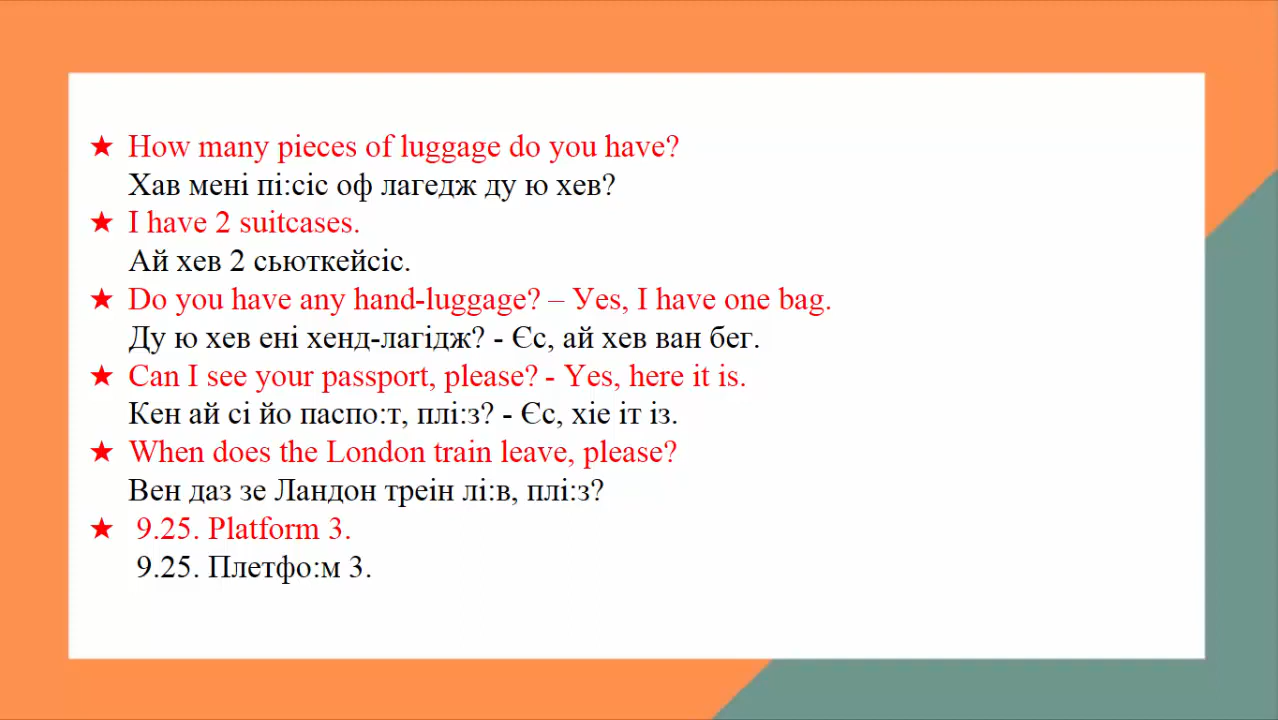 ★ How many pieces of luggage do you have?
Хав мені пі:сіс оф лагедж ду ю хев?
★ I have 2 suitcases.
Ай хев 2 сьюткейсіс.
★ Do you have any hand-luggage? – Уes, I have one bag.
Ду ю хев ені хенд-лагідж? - Єс, ай хев ван бег.
★ Can I see your passport, please? - Yes, here it is.
Кен ай сі йо паспо:т, плі:з? - Єс, хіе іт із.
★ When does the London train leave, please?
Вен даз зе Ландон треін лі:в, плі:з?
★ 9.25. Platform 3.
9.25. Плетфо:м 3.